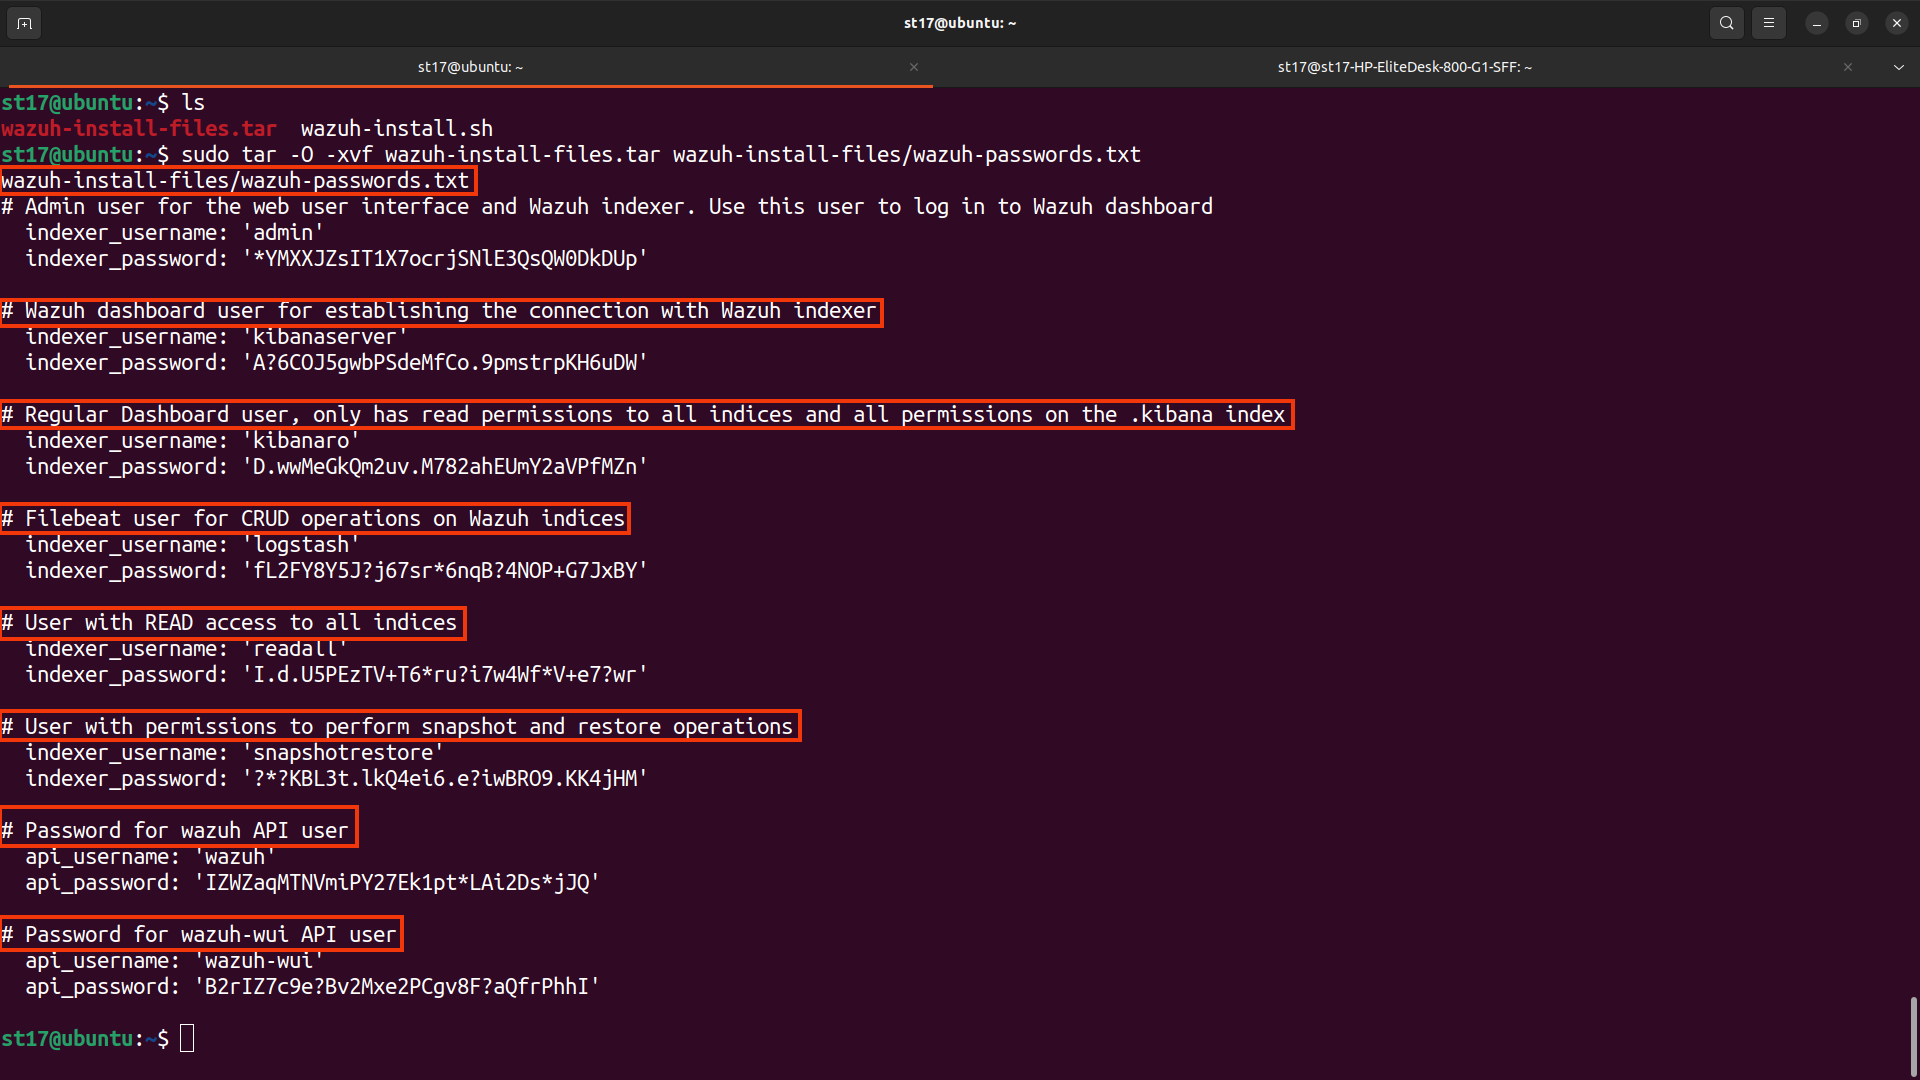 st17@ubuntu: ~
st17@ubuntu: ~
st17@st17-HP-EliteDesk-800-G1-SFF: ~
st17@ubuntu:~$ ls
wazuh-install-files.tar  wazuh-install.sh
st17@ubuntu:~$ sudo tar -O -xvf wazuh-install-files.tar wazuh-install-files/wazuh-passwords.txt
wazuh-install-files/wazuh-passwords.txt
# Admin user for the web user interface and Wazuh indexer. Use this user to log in to Wazuh dashboard
  indexer_username: 'admin'
  indexer_password: '*YMXXJZsIT1X7ocrjSNlE3QsQW0DkDUp'
# Wazuh dashboard user for establishing the connection with Wazuh indexer
  indexer_username: 'kibanaserver'
  indexer_password: 'A?6COJ5gwbPSdeMfCo.9pmstrpKH6uDW'
# Regular Dashboard user, only has read permissions to all indices and all permissions on the .kibana index
  indexer_username: 'kibanaro'
  indexer_password: 'D.wwMeGkQm2uv.M782ahEUmY2aVPfMZn'
# Filebeat user for CRUD operations on Wazuh indices
  indexer_username: 'logstash'
  indexer_password: 'fL2FY8Y5J?j67sr*6nqB?4NOP+G7JxBY'
# User with READ access to all indices
  indexer_username: 'readall'
  indexer_password: 'I.d.U5PEzTV+T6*ru?i7w4Wf*V+e7?wr'
# User with permissions to perform snapshot and restore operations
  indexer_username: 'snapshotrestore'
  indexer_password: '?*?KBL3t.lkQ4ei6.e?iwBRO9.KK4jHM'
# Password for wazuh API user
  api_username: 'wazuh'
  api_password: 'IZWZaqMTNVmiPY27Ek1pt*LAi2Ds*jJQ'
# Password for wazuh-wui API user
  api_username: 'wazuh-wui'
  api_password: 'B2rIZ7c9e?Bv2Mxe2PCgv8F?aQfrPhhI'
st17@ubuntu:~$